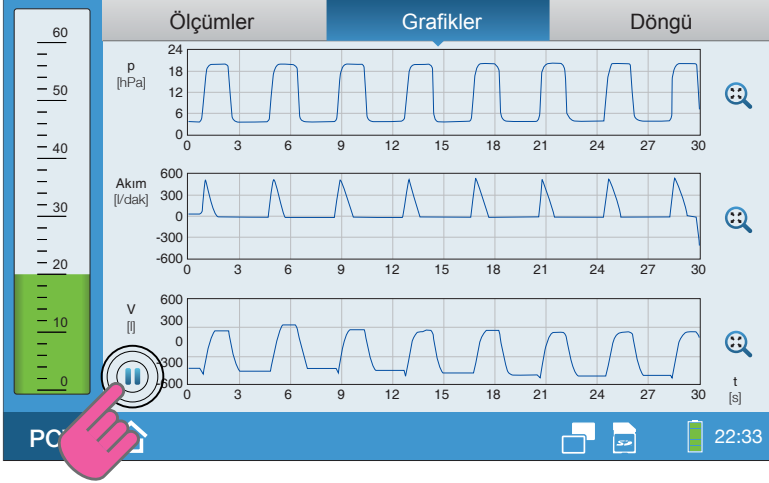 Ölçümler Grafikler Döngü
60
50
40
30
20
10
0
p
[hPa]
24
18
12
6
0
0 3 6 9 12 15 18 21 24 27 30
Akım
[l/dak]
600
300
0
-300
-600
0 3 6 9 12 15 18 21 24 27 30
V
[l]
600
300
0
-300
-600
0 3 6 9 12 15 18 21 24 27 30
t
[s]
22:33